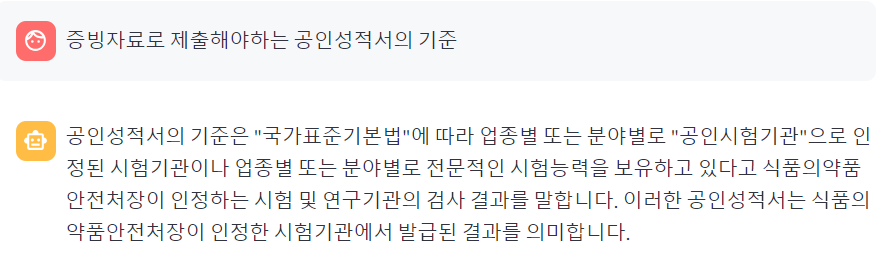 증빙자료로 제출해야하는 공인성적서의 기준
공인성적서의 기준은 "국가표준기본법"에 따라 업종별 또는 분야별로 "공인시험기관"으로 인
정된 시험기관이나 업종별 또는 분야별로 전문적인 시험능력을 보유하고 있다고 식품의약품
안전처장이 인정하는 시험 및 연구기관의 검사 결과를 말합니다. 이러한 공인성적서는 식품의
약품안전처장이 인정한 시험기관에서 발급된 결과를 의미합니다.